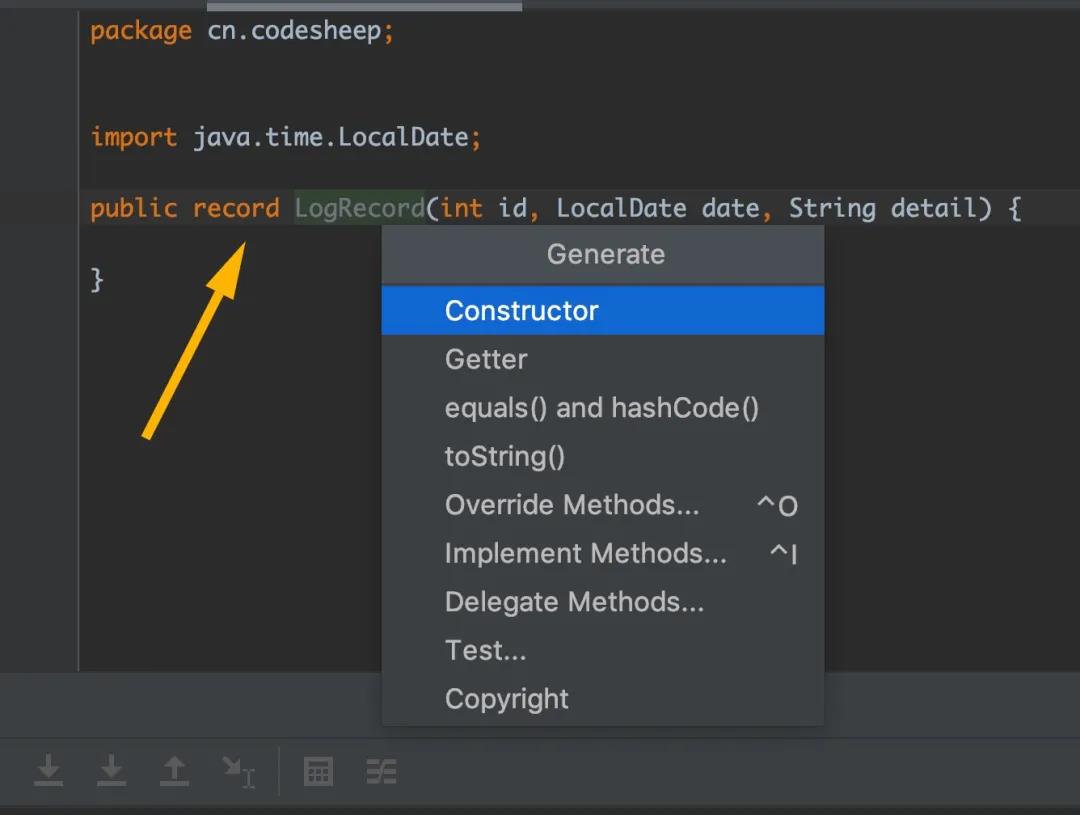 package cn.codesheep;
import java.time.LocalDate;
public record LogRecord(int id, LocalDate date, String detail) {
}
Generate
Constructor
Getter
equals() and hashCode()
toString()
Override Methods... ^O
Implement Methods... ^I
Delegate Methods...
Test...
Copyright